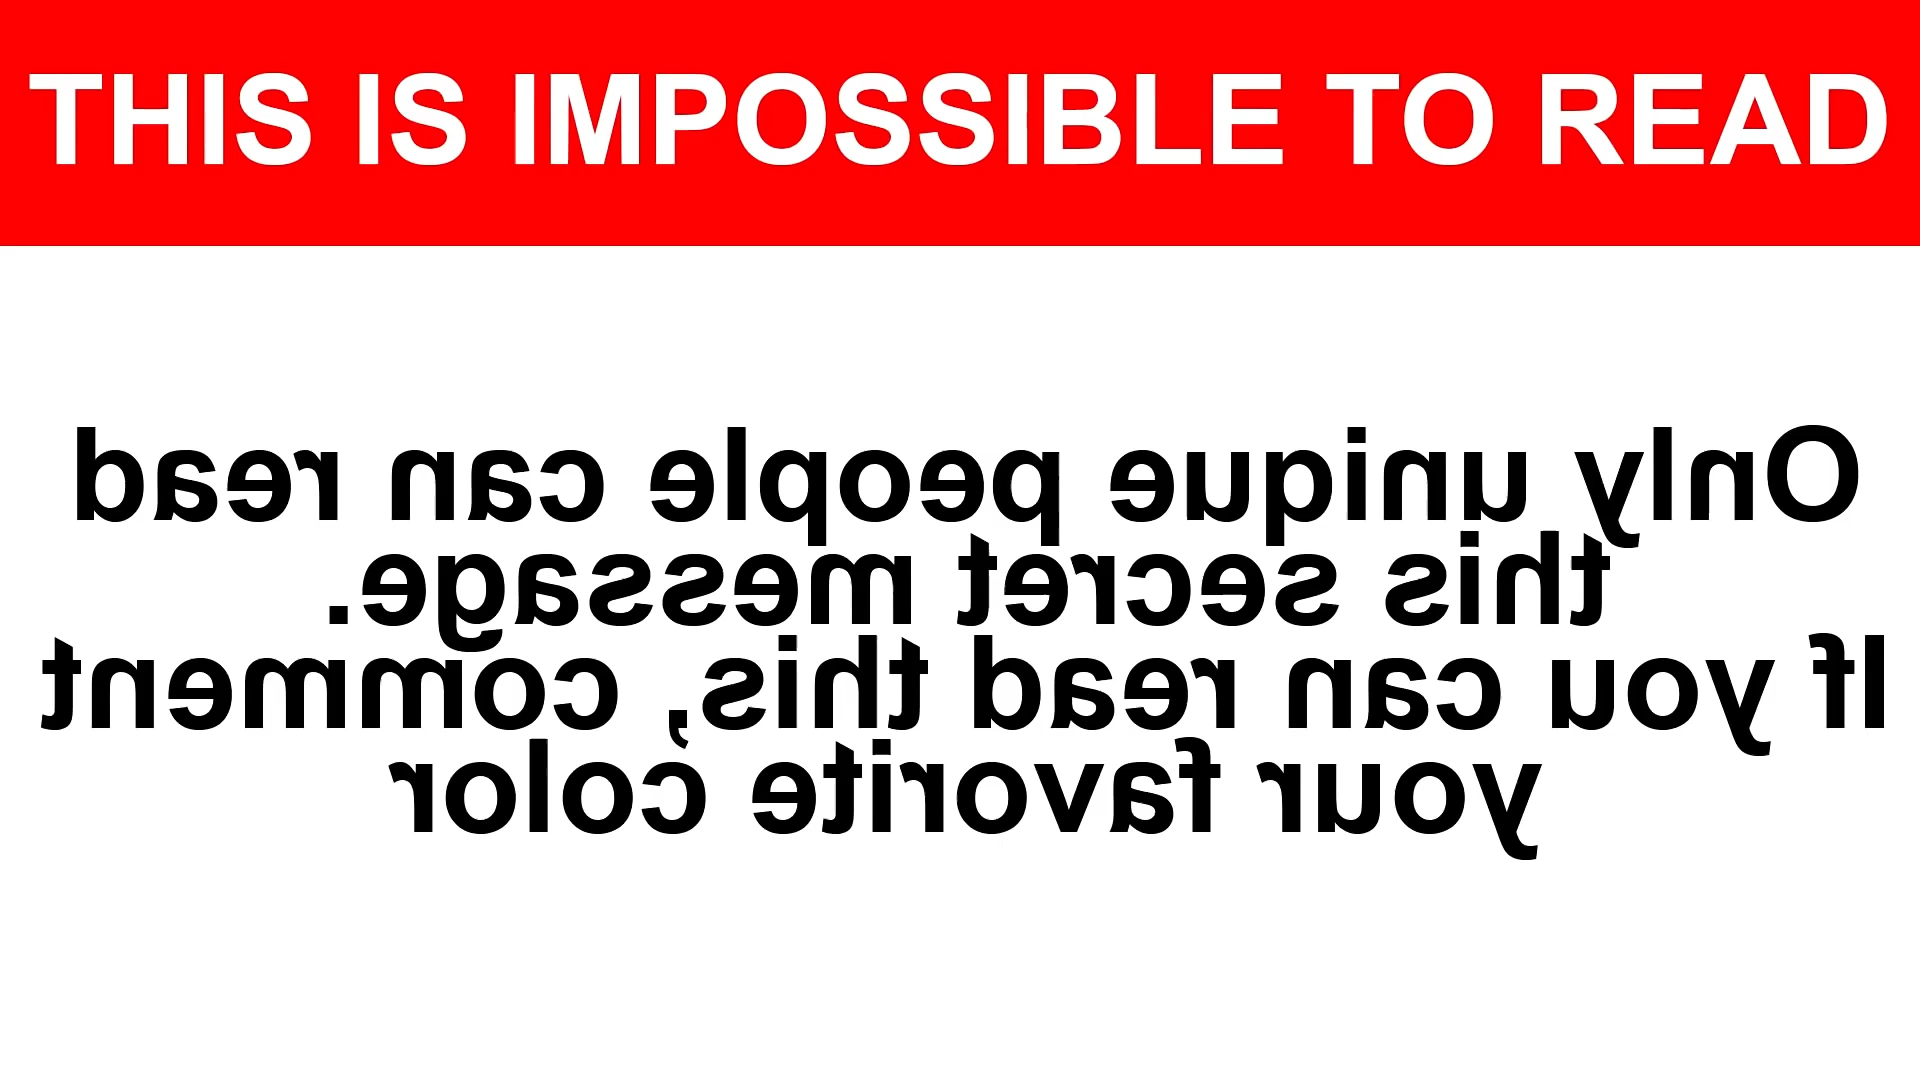 THIS IS IMPOSSIBLE TO READ
Only unique people can read
this secret message.
If you can read this, comment
your favorite color